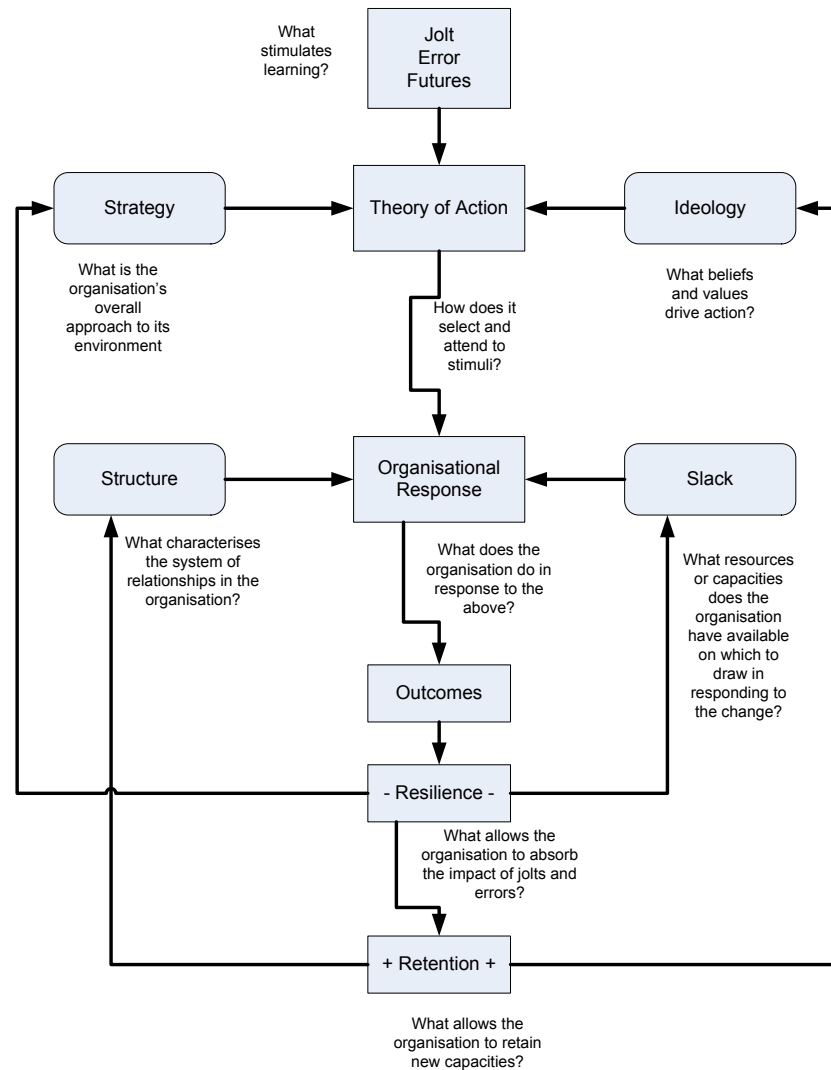 What
stimulates
learning?
Jolt
Error
Futures
Strategy
Theory of Action
Ideology
What is the
organisation's
overall
approach to its
environment
How does it
select and
attend to
stimuli?
What beliefs
and values
drive action?
Structure
Organisational
Response
Slack
What characterises
the system of
relationships in the
organisation?
What does the
organisation do in
response to the
above?
What resources
or capacities
does the
organisation
have available
on which to
draw in
responding to
the change?
Outcomes
- Resilience -
What allows the
organisation to absorb
the impact of jolts and
errors?
+ Retention +
What allows the
organisation to retain
new capacities?